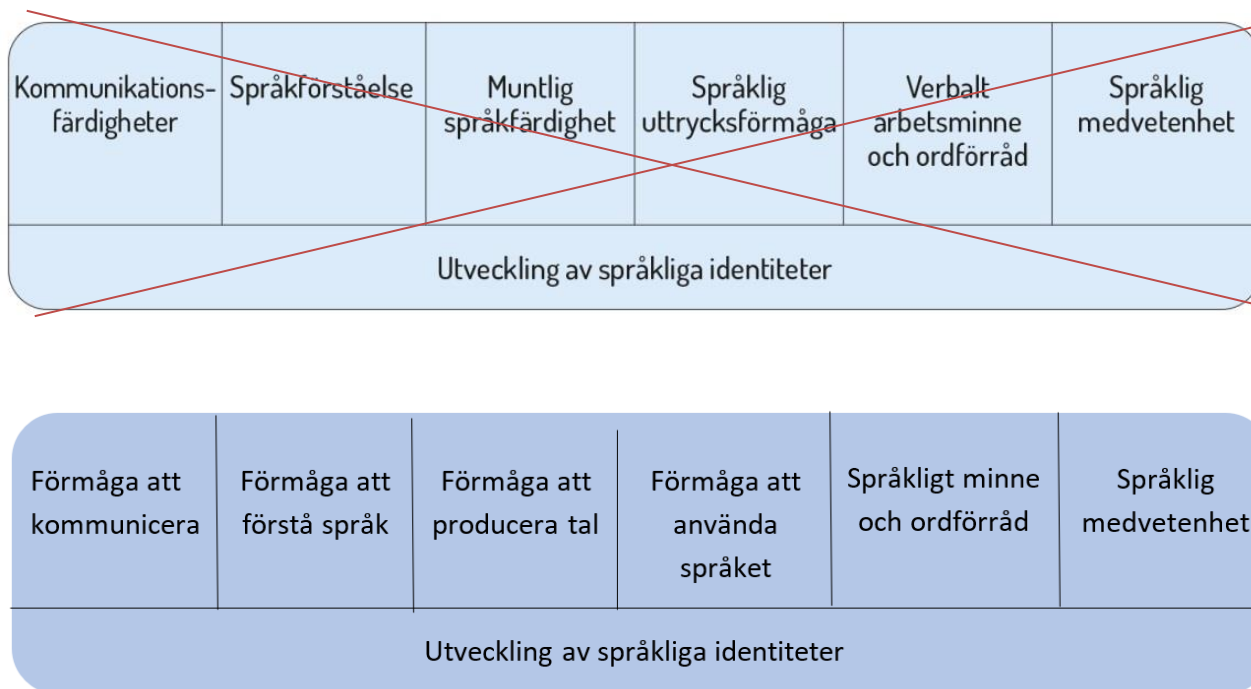 Kommunikations-
färdigheter
Språkförståelse
Muntlig
språkfärdighet
Språklig
uttrycksförmåga
Verbalt
arbetsminne
och ordförråd
Språklig
medvetenhet
Utveckling av språkliga identiteter
Förmåga att
kommunicera
Förmåga att
förstå språk
Förmåga att
producera tal
Förmåga att
använda
språket
Språkligt minne
och ordförråd
Språklig
medvetenhet
Utveckling av språkliga identiteter